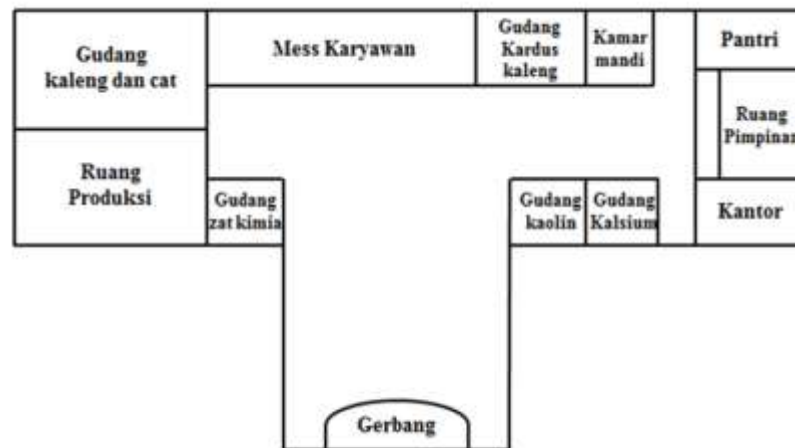 Gudang
kaleng dan cat
Mess Karyawan
Gudang
Kardus
kaleng
Kamar
mandi
Pantri
Ruang
Pimpinan
Ruang
Produksi
Gudang
zat kimia
Gudang
kaolin
Gudang
Kalsium
Kantor
Gerbang